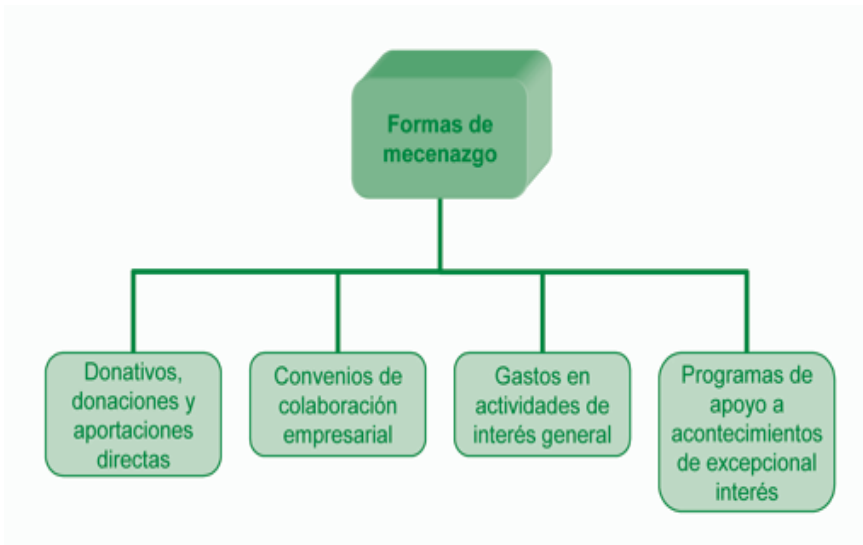 Formas de
mecenazgo
Donativos,
donaciones y
aportaciones
directas
Convenios de
colaboración
empresarial
Gastos en
actividades de
interés general
Programas de
apoyo a
acontecimientos
de excepcional
interés